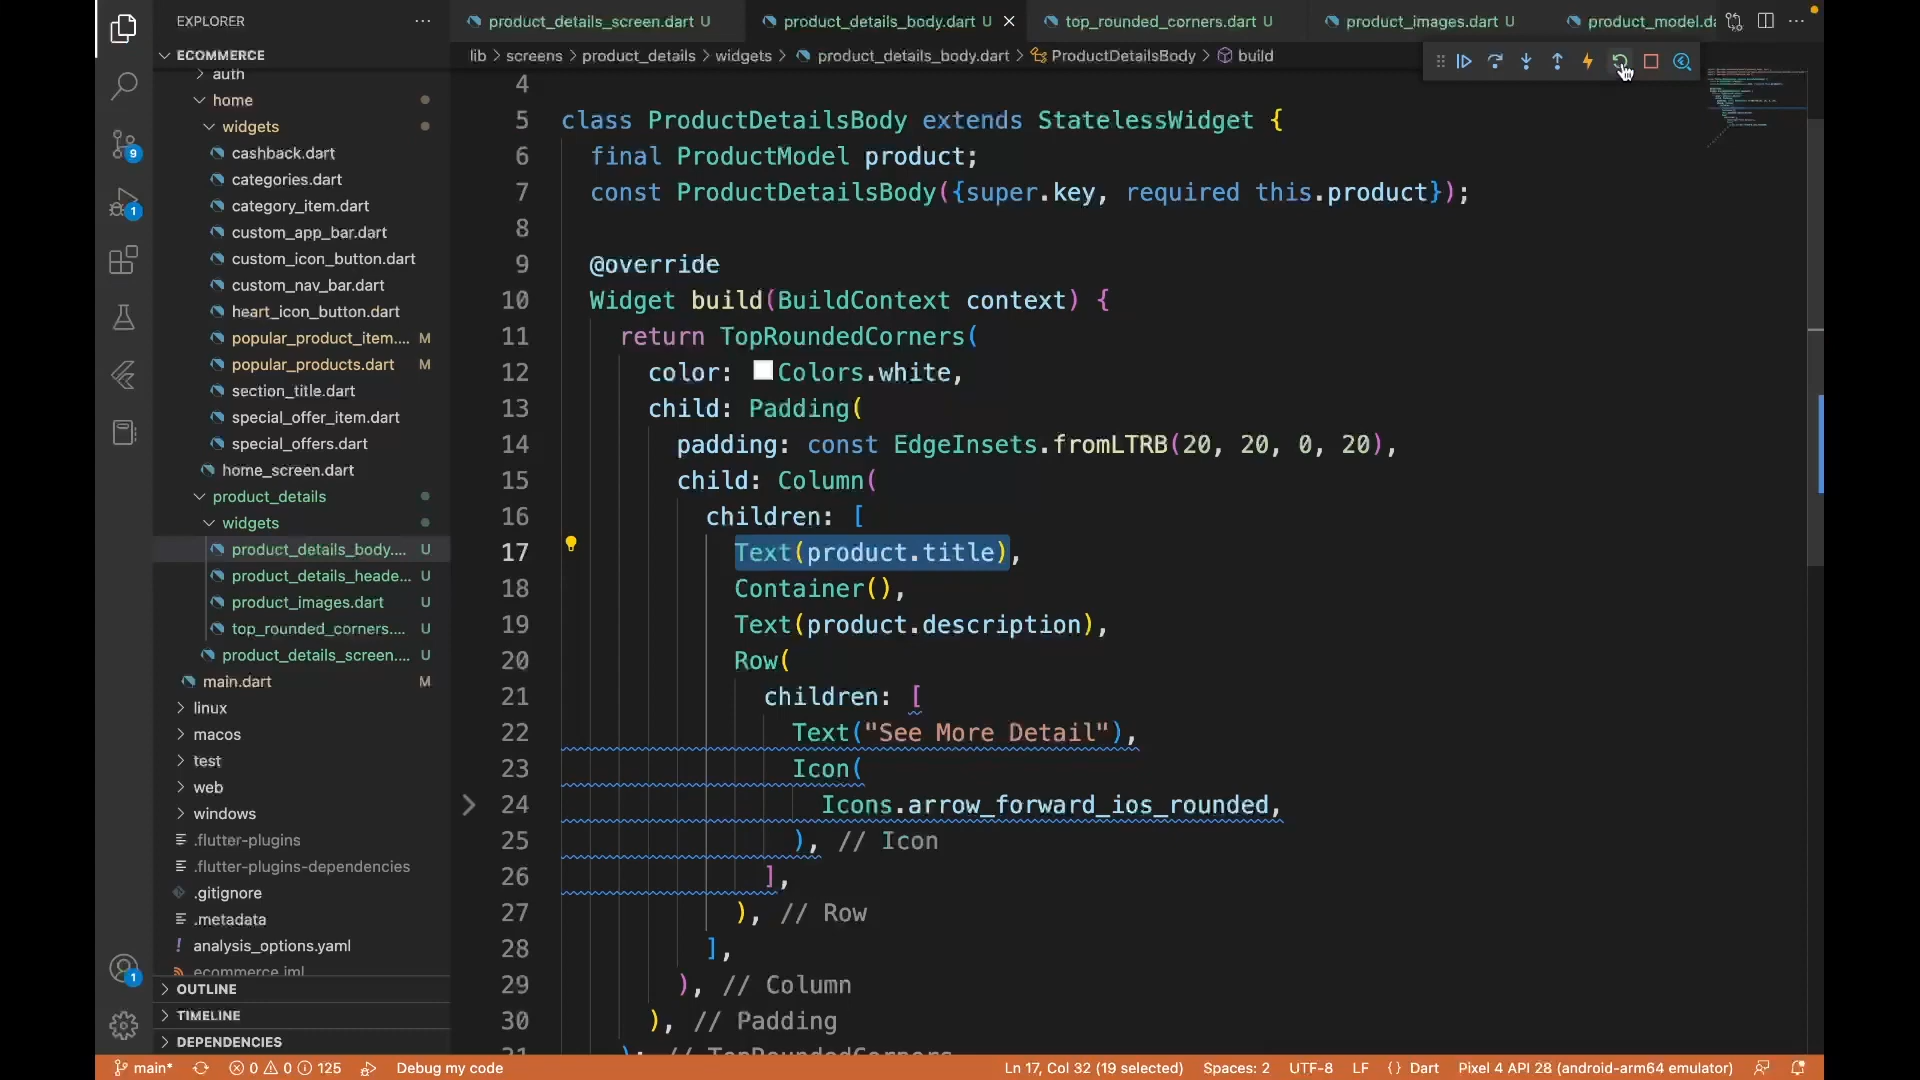 EXPLORER
product_details_screen.dart U
product_details_body.dart U
top_rounded_corners.dart U
product_images.dart U
product_model.da
ECOMMERCE
lib > screens > product_details > widgets > product_details_body.dart > ProductDetailsBody > build
auth
home
widgets
cashback.dart
categories.dart
category_item.dart
custom_app_bar.dart
custom_icon_button.dart
custom_nav_bar.dart
heart_icon_button.dart
popular_product_item.... M
popular_products.dart M
section_title.dart
special_offer_item.dart
special_offers.dart
home_screen.dart
product_details
widgets
product_details_body.... U
product_details_heade... U
product_images.dart U
top_rounded_corners.... U
product_details_screen.... U
main.dart M
linux
macos
test
web
windows
.flutter-plugins
.flutter-plugins-dependencies
.gitignore
.metadata
analysis_options.yaml
ecommerce.iml
OUTLINE
TIMELINE
DEPENDENCIES
9
1
1
4
5 class ProductDetailsBody extends StatelessWidget {
6 final ProductModel product;
7 const ProductDetailsBody({super.key, required this.product});
8
9 @override
10 Widget build(BuildContext context) {
11 return TopRoundedCorners(
12 color: Colors.white,
13 child: Padding(
14 padding: const EdgeInsets.fromLTRB(20, 20, 0, 20),
15 child: Column(
16 children: [
17 Text(product.title),
18 Container(),
19 Text(product.description),
20 Row(
21 children: [
22 Text("See More Detail"),
23 Icon(
24 Icons.arrow_forward_ios_rounded,
25 ), // Icon
26 ],
27 ), // Row
28 ],
29 ), // Column
30 ), // Padding
31 ); // TopRoundedCorners
main* 0 0 125 Debug my code Ln 17, Col 32 (19 selected) Spaces: 2 UTF-8 LF {} Dart Pixel 4 API 28 (android-arm64 emulator)